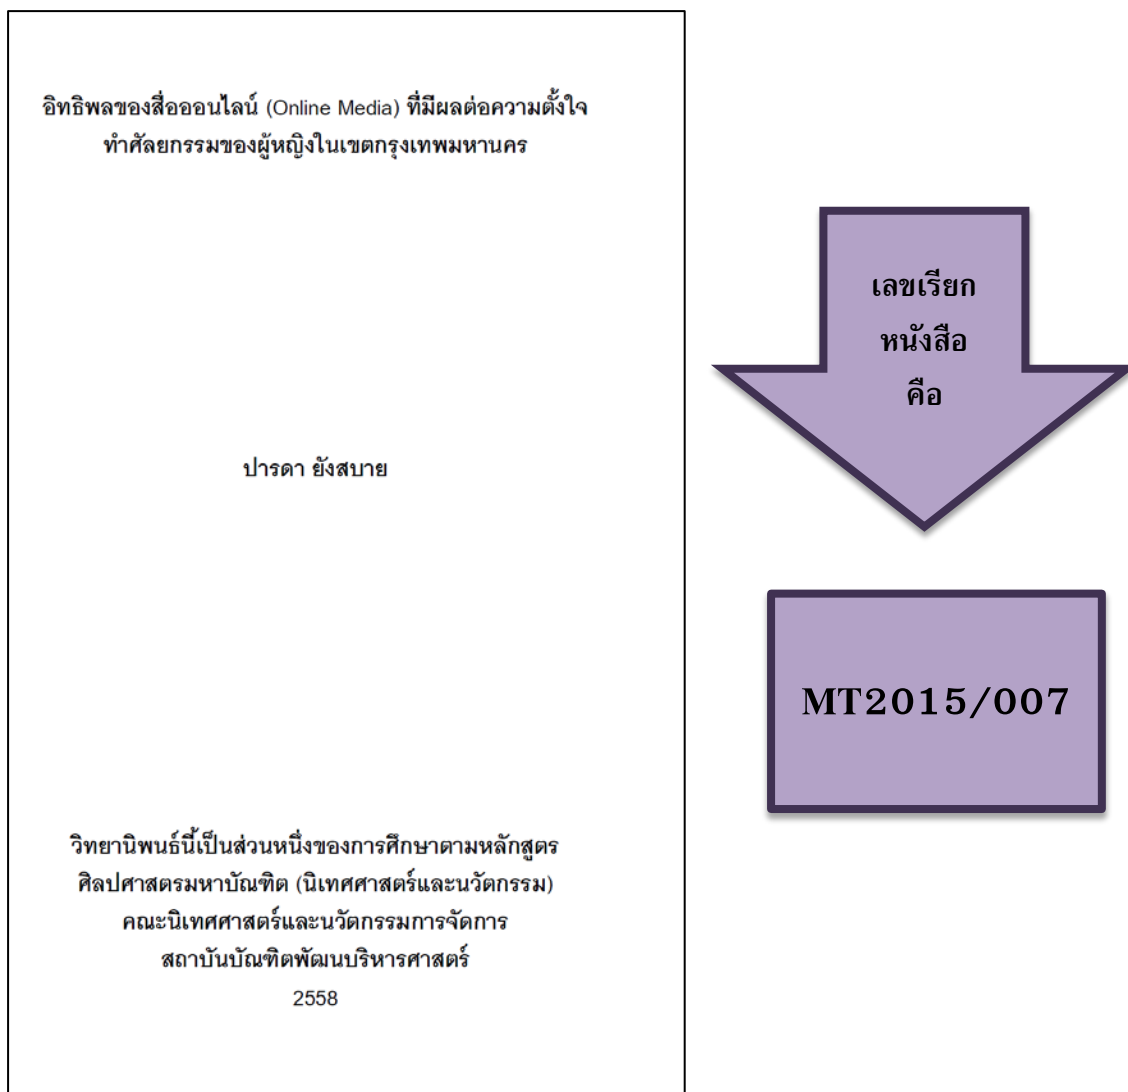 อิทธิพลของสื่อออนไลน์ (Online Media) ที่มีผลต่อความตั้งใจ
ทำศัลยกรรมของผู้หญิงในเขตกรุงเทพมหานคร
ปารดา ยังสบาย
วิทยานิพนธ์นี้เป็นส่วนหนึ่งของการศึกษาตามหลักสูตร
ศิลปศาสตรมหาบัณฑิต (นิเทศศาสตร์และนวัตกรรม)
คณะนิเทศศาสตร์และนวัตกรรมการจัดการ
สถาบันบัณฑิตพัฒนบริหารศาสตร์
2558
เลขเรียก
หนังสือ
คือ
MT2015/007